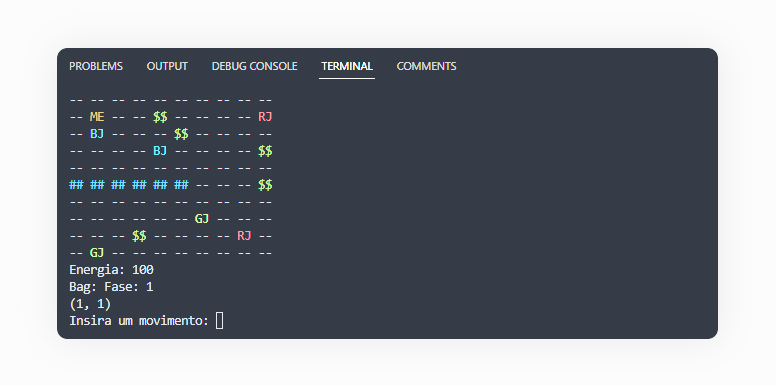 PROBLEMS OUTPUT DEBUG CONSOLE TERMINAL COMMENTS
-- -- -- -- -- -- -- -- -- --
-- ME -- -- $$ -- -- -- -- RJ
-- BJ -- -- -- $$ -- -- -- --
-- -- -- -- BJ -- -- -- -- $$
-- -- -- -- -- -- -- -- -- --
## ## ## ## ## ## -- -- -- $$
-- -- -- -- -- -- -- -- -- --
-- -- -- -- -- -- GJ -- -- --
-- -- -- $$ -- -- -- -- RJ --
-- GJ -- -- -- -- -- -- -- --
Energia: 100
Bag: Fase: 1
(1, 1)
Insira um movimento: